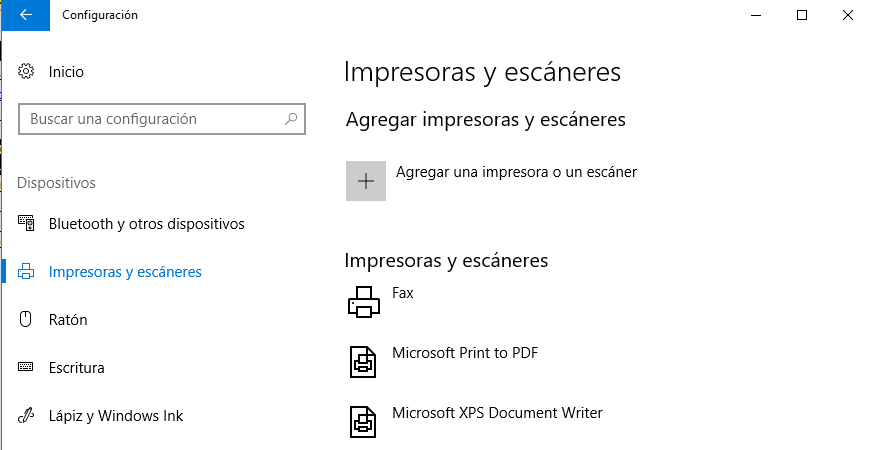 Configuración
Inicio
Buscar una configuración
Dispositivos
Bluetooth y otros dispositivos
Impresoras y escáneres
Ratón
Escritura
Lápiz y Windows Ink
Impresoras y escáneres
Agregar impresoras y escáneres
Agregar una impresora o un escáner
Impresoras y escáneres
Fax
Microsoft Print to PDF
Microsoft XPS Document Writer